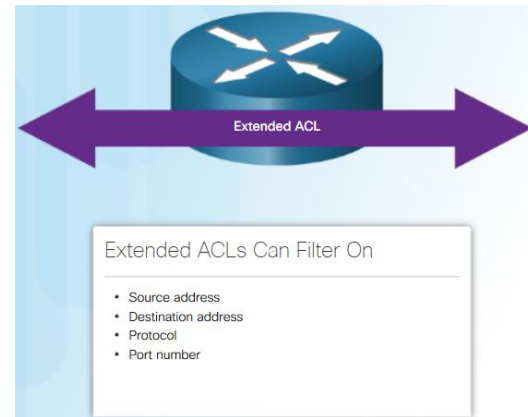 Extended ACL
Extended ACLs Can Filter On
• Source address
• Destination address
• Protocol
• Port number